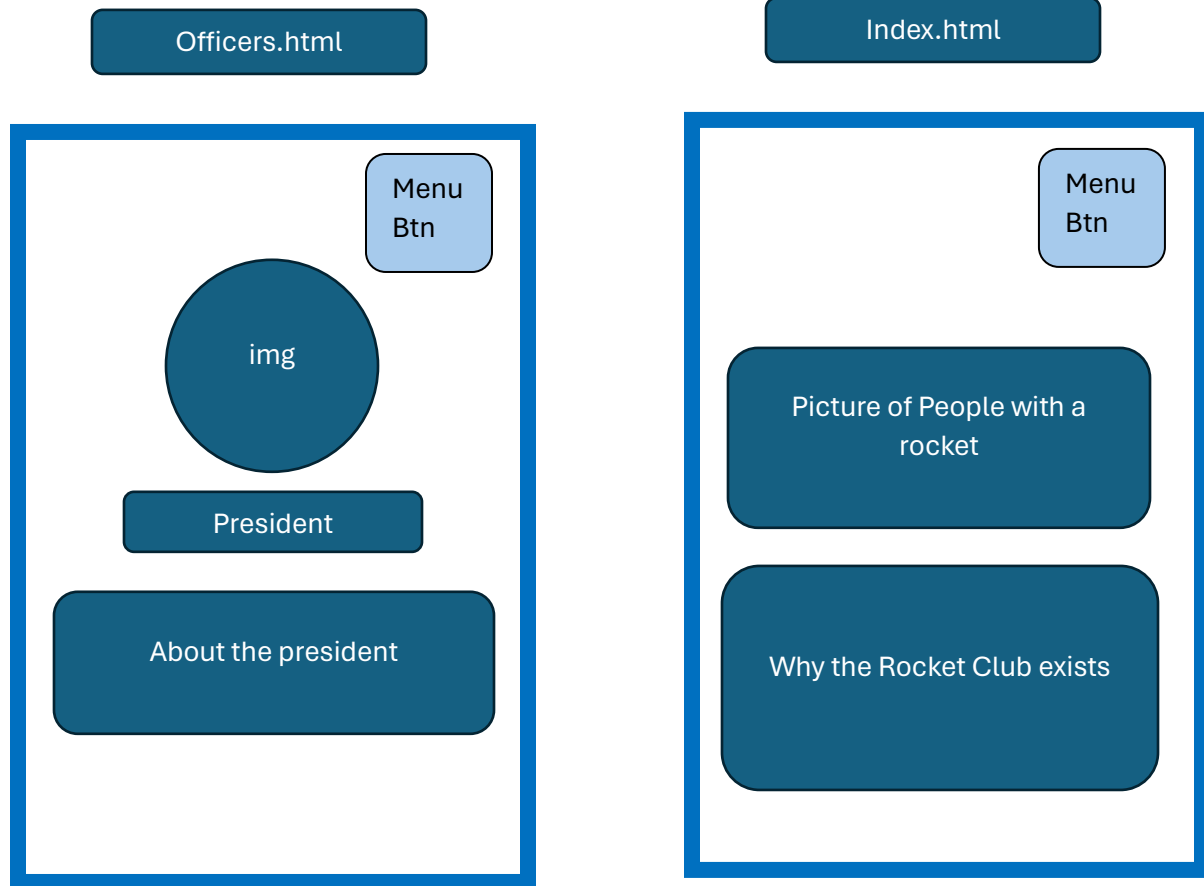 Officers.html
Menu
Btn
img
President
About the president
Index.html
Menu
Btn
Picture of People with a
rocket
Why the Rocket Club exists